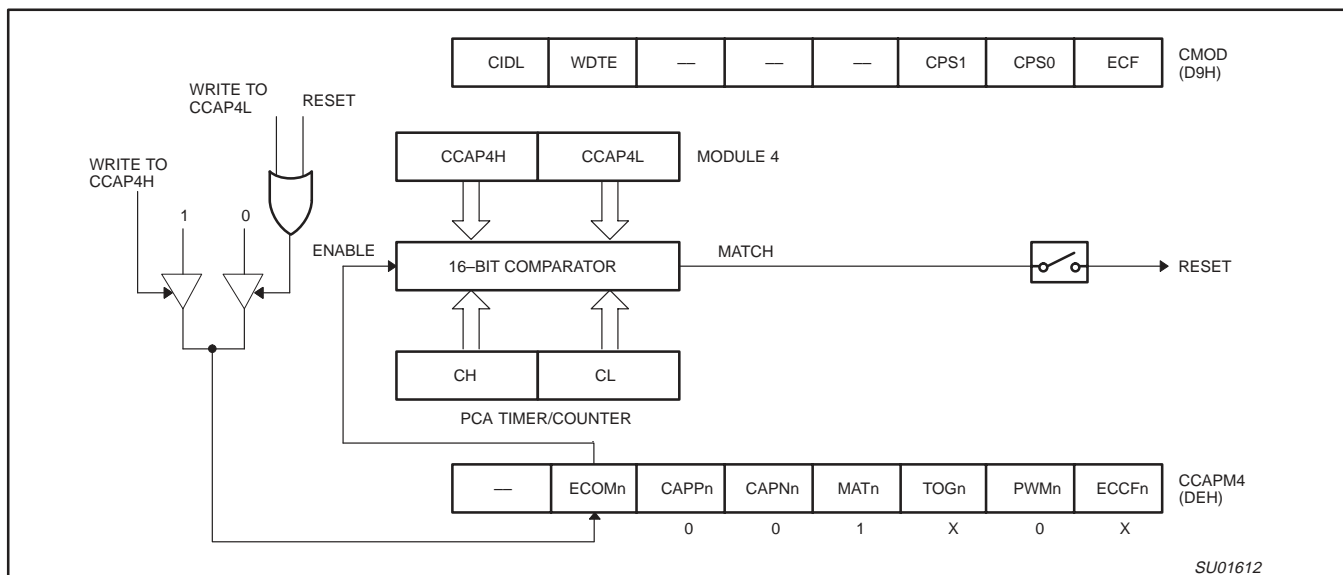 CIDL WDTE — — — CPS1 CPS0 ECF CMOD
(D9H)
WRITE TO
CCAP4L
RESET
CCAP4H CCAP4L MODULE 4
WRITE TO
CCAP4H
1 0
ENABLE
16–BIT COMPARATOR
MATCH
RESET
CH CL
PCA TIMER/COUNTER
— ECOMn CAPPn CAPNn MATn TOGn PWMn ECCFn CCAPM4
(DEH)
0 0 1 X 0 X
SU01612